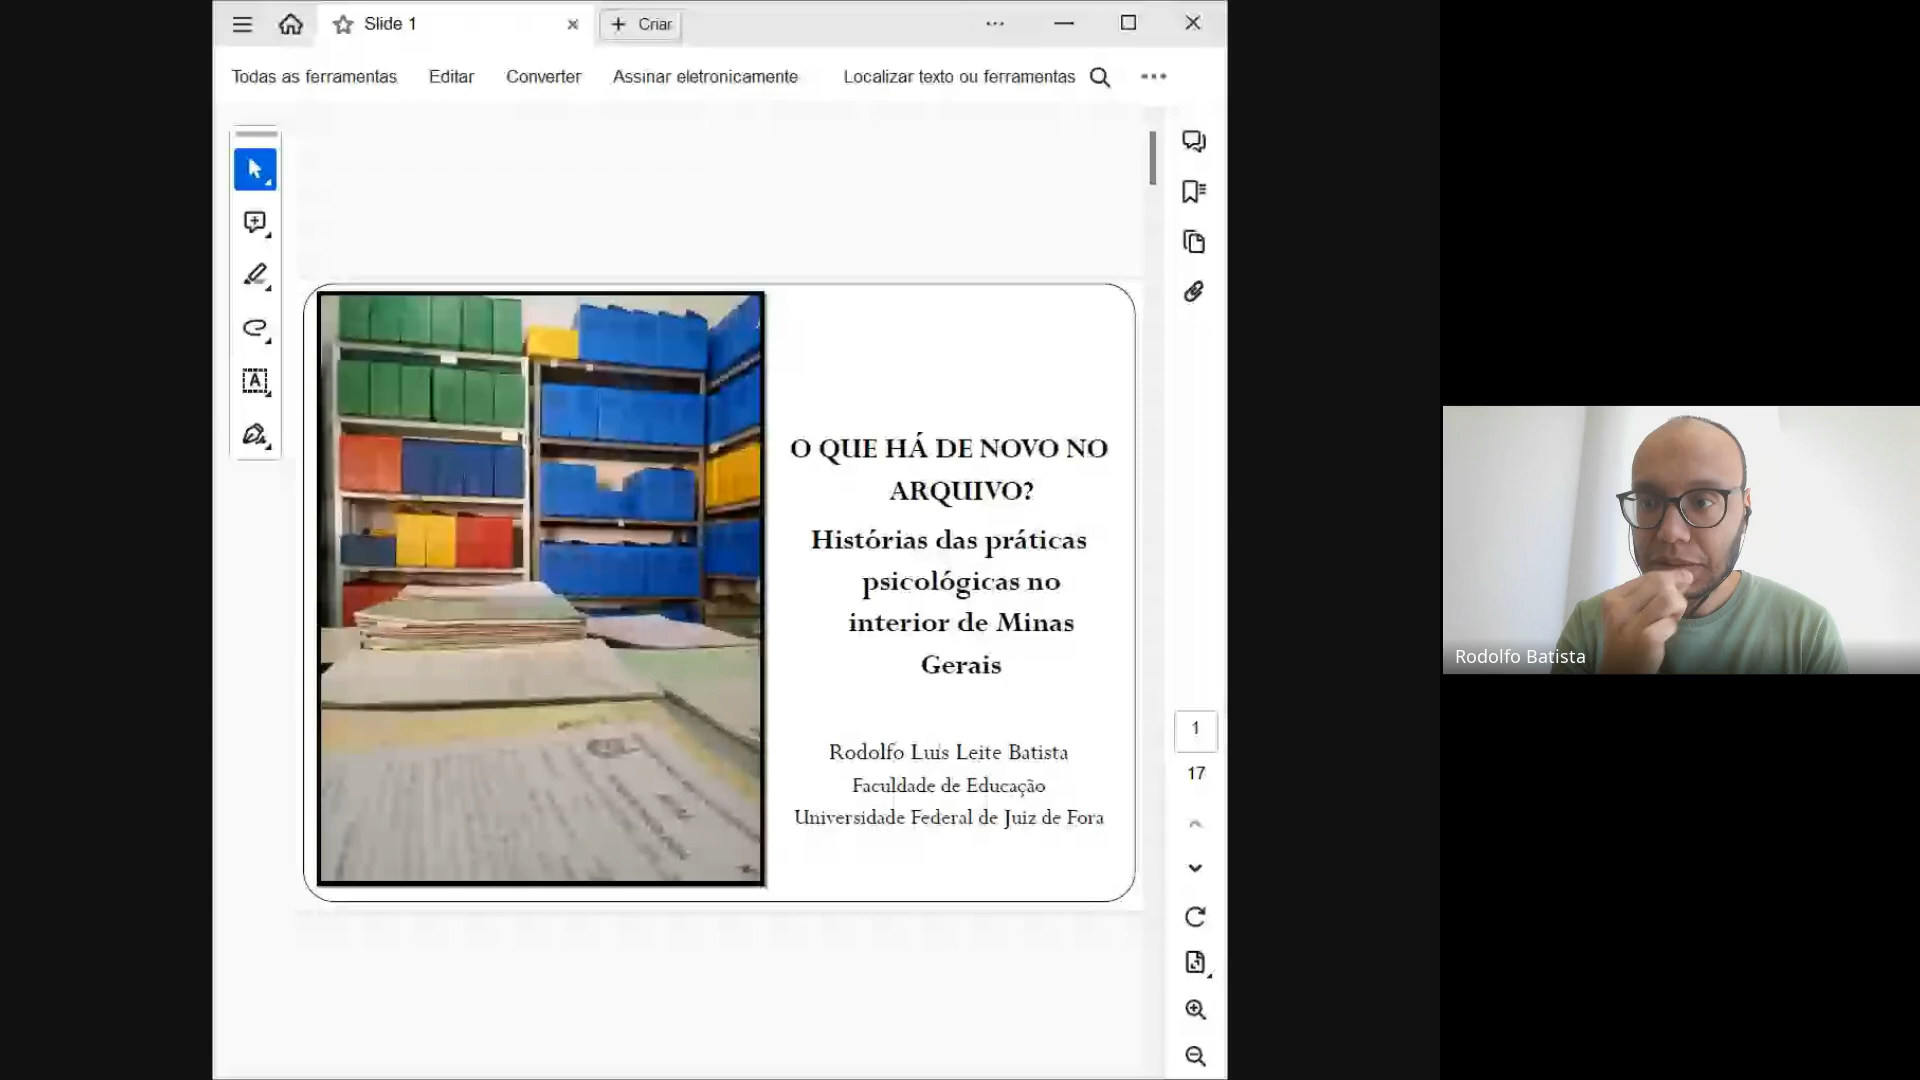 Slide 1
Criar
Todas as ferramentas
Editar
Converter
Assinar eletronicamente
Localizar texto ou ferramentas
O QUE HÁ DE NOVO NO
ARQUIVO?
Histórias das práticas
psicológicas no
interior de Minas
Gerais
Rodolfo Luis Leite Batista
Faculdade de Educação
Universidade Federal de Juiz de Fora
1
17
Rodolfo Batista